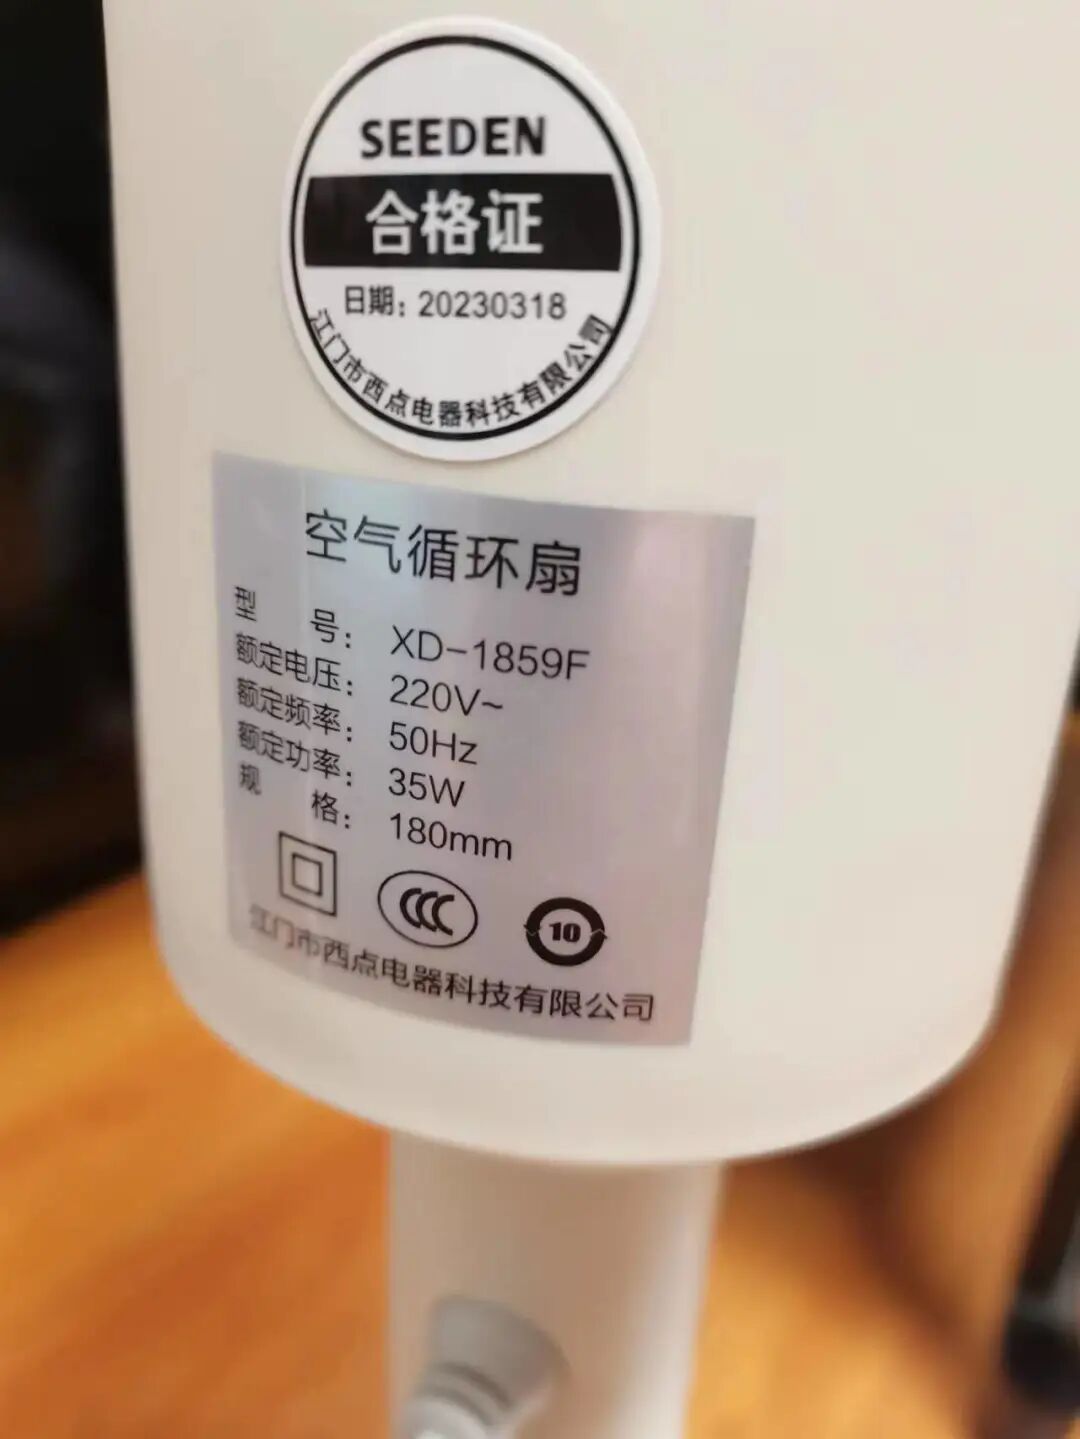 SEEDEN
合格证
日期：20230318
江门市西点电器科技有限公司
空气循环扇
型 号： XD-1859F
额定电压： 220V~
额定频率： 50Hz
额定功率： 35W
规 格： 180mm
CCC
10
江门市西点电器科技有限公司